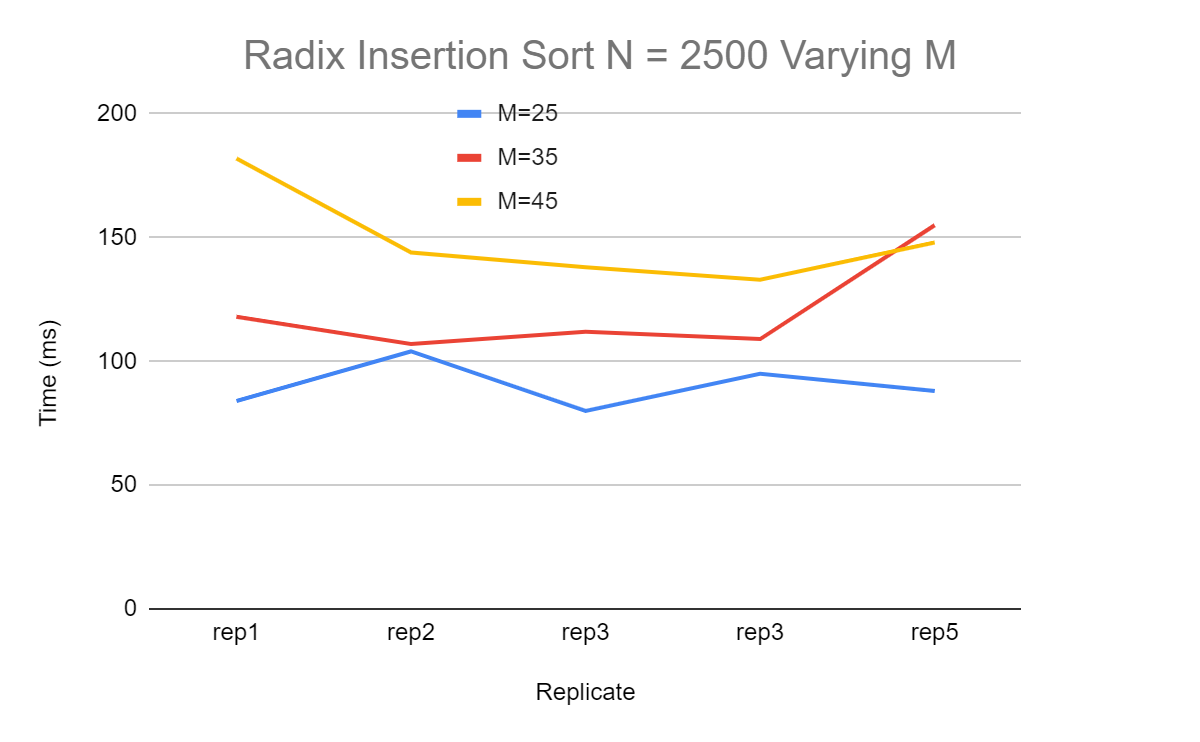 Radix Insertion Sort N = 2500 Varying M
M=25
M=35
M=45
200
150
100
50
0
Time (ms)
rep1 rep2 rep3 rep3 rep5
Replicate